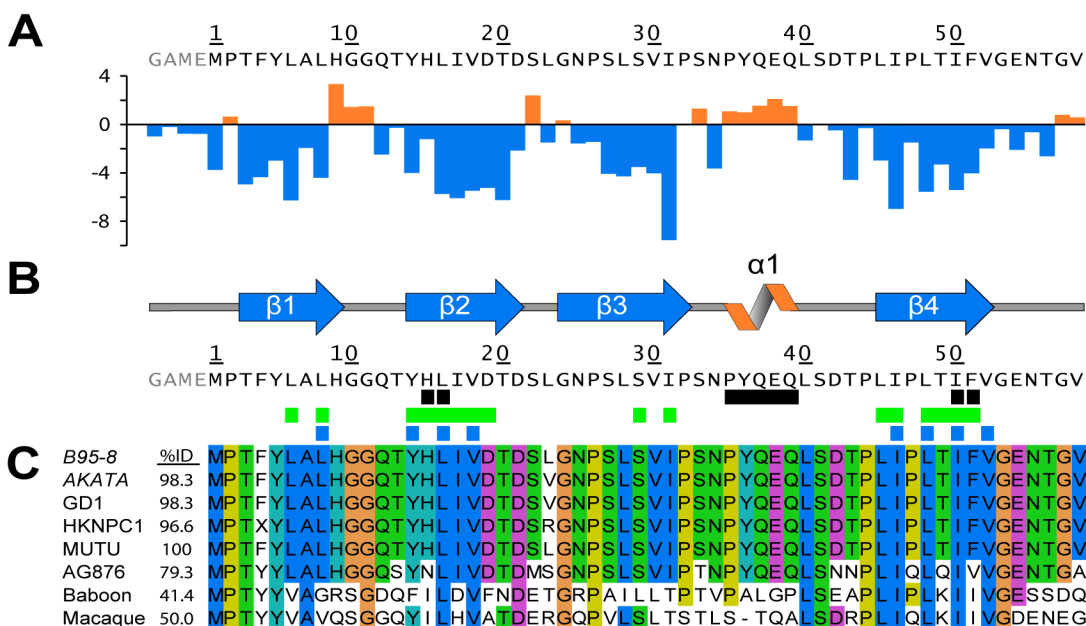 A
1 10 20 30 40 50
GAMEMPTFYLALHGGQTYHLIVDTDSLGNPSLSVIPSNPYQEQLSDTPLIPLTIFVGENTGV
4
0
-4
-8
B
α1
β1 β2 β3 β4
1 10 20 30 40 50
GAMEMPTFYLALHGGQTYHLIVDTDSLGNPSLSVIPSNPYQEQLSDTPLIPLTIFVGENTGV
C
B95-8 %ID MPTFYLALHGGQTYHLIVDTDSLGNPSLSVIPSNPYQEQLSDTPLIPLTIFVGENTGV
AKATA 98.3 MPTFYLALHGGQTYHLIVDTDSVGNPSLSVIPSNPYQEQLSDTPLIPLTIFVGENTGV
GD1 98.3 MPTFYLALHGGQTYHLIVDTDSVGNPSLSVIPSNPYQEQLSDTPLIPLTIFVGENTGV
HKNPC1 96.6 MPTXYLALHGGQTYHLIVDTDSRGNPSLSVIPSNPYQEQLSDTPLIPLTIFVGENTGV
MUTU 100 MPTFYLALHGGQTYHLIVDTDSLGNPSLSVIPSNPYQEQLSDTPLIPLTIFVGENTGV
AG876 79.3 MPTYYLALHGGQSYNLIVDTDMSGNPSLSVIPTNPYQEQLSNNPLIQLQIVVGENTGA
Baboon 41.4 MPTYYVAGRSGDQFILDVFNDETGRPAILLTPTVPALGPLSEAPLIPLKIIVGESSDQ
Macaque 50.0 MPTYYVAVQSGGQYILHVATDERGQPVLSLTSTLS-TQALSDRPLIQLKIIVGDENEQ